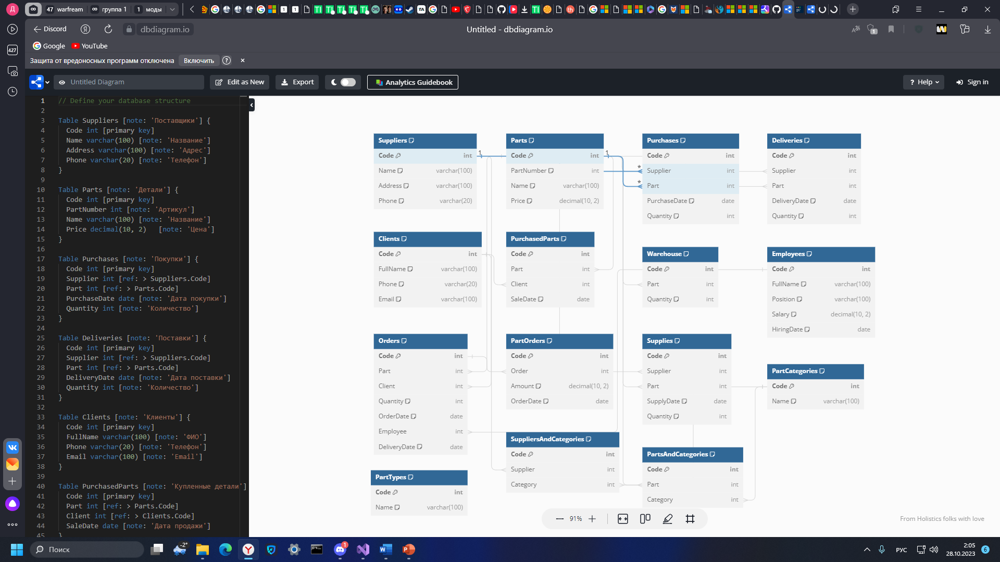 Д
47 warfream
группа 1
1 моды
Discord
dbdiagram.io
Untitled - dbdiagram.io
1
427
Google
YouTube
Защита от вредоносных программ отключена
Включить
Untitled Diagram
Edit as New
Export
Analytics Guidebook
? Help
Sign in
1 // Define your database structure
2
3 Table Suppliers [note: 'Поставщики'] {
4 Code int [primary key]
5 Name varchar(100) [note: 'Название']
6 Address varchar(100) [note: 'Адрес']
7 Phone varchar(20) [note: 'Телефон']
8 }
9
10 Table Parts [note: 'Детали'] {
11 Code int [primary key]
12 PartNumber int [note: 'Артикул']
13 Name varchar(100) [note: 'Название']
14 Price decimal(10, 2) [note: 'Цена']
15 }
16
17 Table Purchases [note: 'Покупки'] {
18 Code int [primary key]
19 Supplier int [ref: > Suppliers.Code]
20 Part int [ref: > Parts.Code]
21 PurchaseDate date [note: 'Дата покупки']
22 Quantity int [note: 'Количество']
23 }
24
25 Table Deliveries [note: 'Поставки'] {
26 Code int [primary key]
27 Supplier int [ref: > Suppliers.Code]
28 Part int [ref: > Parts.Code]
29 DeliveryDate date [note: 'Дата поставки']
30 Quantity int [note: 'Количество']
31 }
32
33 Table Clients [note: 'Клиенты'] {
34 Code int [primary key]
35 FullName varchar(100) [note: 'ФИО']
36 Phone varchar(20) [note: 'Телефон']
37 Email varchar(100) [note: 'Email']
38 }
39
40 Table PurchasedParts [note: 'Купленные детали']
41 Code int [primary key]
42 Part int [ref: > Parts.Code]
43 Client int [ref: > Clients.Code]
44 SaleDate date [note: 'Дата продажи']
45 }
Suppliers
Code int
Name varchar(100)
Address varchar(100)
Phone varchar(20)
1
Parts
Code int
PartNumber int
Name varchar(100)
Price decimal(10, 2)
1
*
*
Purchases
Code int
Supplier int
Part int
PurchaseDate date
Quantity int
Deliveries
Code int
Supplier int
Part int
DeliveryDate date
Quantity int
Clients
Code int
FullName varchar(100)
Phone varchar(20)
Email varchar(100)
PurchasedParts
Code int
Part int
Client int
SaleDate date
Warehouse
Code int
Part int
Quantity int
Employees
Code int
FullName varchar(100)
Position varchar(100)
Salary decimal(10, 2)
HiringDate date
Orders
Code int
Part int
Client int
Quantity int
OrderDate date
Employee int
DeliveryDate date
PartOrders
Code int
Order int
Amount decimal(10, 2)
OrderDate date
Supplies
Code int
Supplier int
Part int
SupplyDate date
Quantity int
PartCategories
Code int
Name varchar(100)
SuppliersAndCategories
Code int
Supplier int
Category int
PartsAndCategories
Code int
Part int
Category int
PartTypes
Code int
Name varchar(100)
91%
From Holistics folks with love
Поиск
-2°
1
РУС
2:05
28.10.2023
6